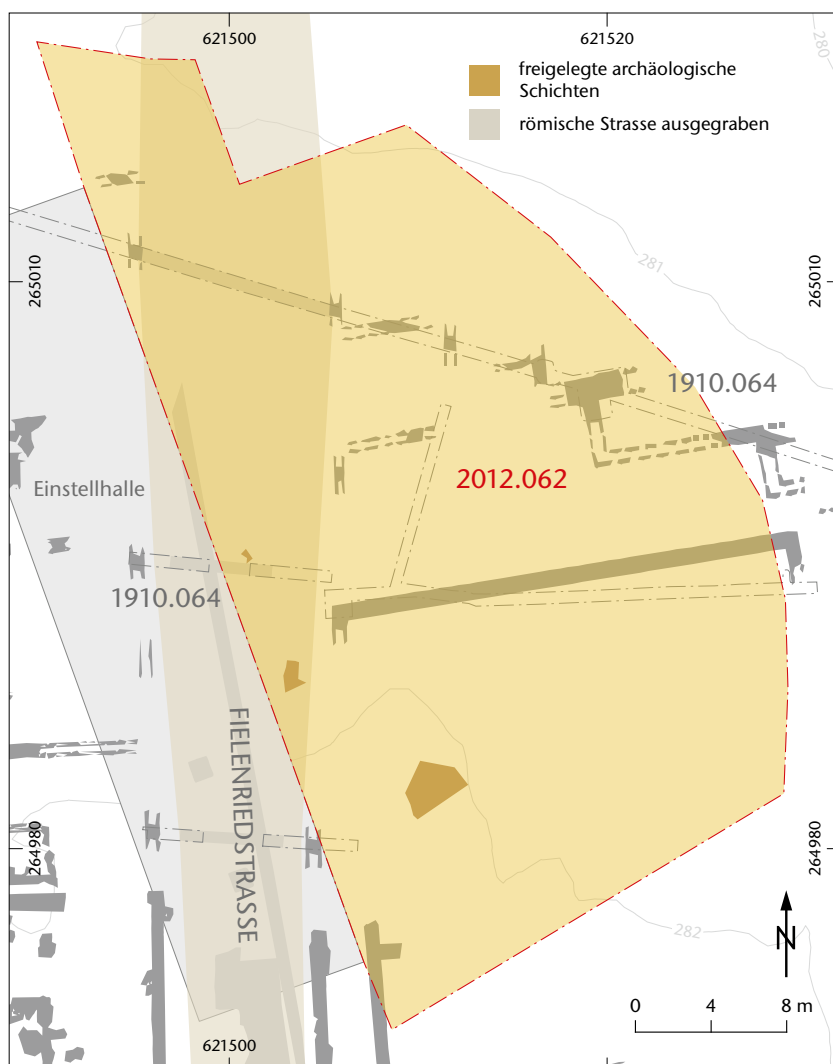 621500
621520
280
freigelegte archäologische
Schichten
römische Strasse ausgegraben
265010
281
265010
1910.064
2012.062
Einstellhalle
1910.064
FIELENRIEDSTRASSE
264980
264980
282
N
0 4 8 m
621500